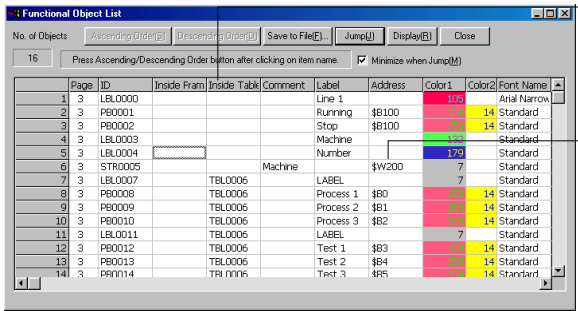 Functional Object List
No. of Objects Ascending Order(S) Descending Order(D) Save to File(F)... Jump(J) Display(R) Close
16 Press Ascending/Descending Order button after clicking on item name. Minimize when Jump(M)
Page ID Inside Fram Inside Table Comment Label Address Color1 Color2 Font Name
1 3 LBL0000 Line 1 105 Arial Narrow
2 3 PB0001 Running $B100 14 Standard
3 3 PB0002 Stop $B100 14 Standard
4 3 LBL0003 Machine Standard
5 3 LBL0004 Number 179 Standard
6 3 STR0005 Machine $W200 7 Standard
7 3 LBL0007 TBL0006 LABEL 7 Standard
8 3 PB0008 TBL0006 Process 1 $B0 14 Standard
9 3 PB0009 TBL0006 Process 2 $B1 14 Standard
10 3 PB0010 TBL0006 Process 3 $B2 14 Standard
11 3 LBL0011 TBL0006 LABEL 7 Standard
12 3 PB0012 TBL0006 Test 1 $B3 14 Standard
13 3 PB0013 TBL0006 Test 2 $B4 14 Standard
14 3 PB0014 TBL0006 Test 3 $B5 14 Standard